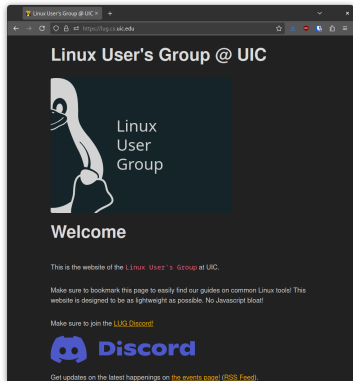 Linux User's Group @ UIC
https://lug.cs.uic.edu
Linux User's Group @ UIC
Linux
User
Group
Welcome
This is the website of the Linux User's Group at UIC.
Make sure to bookmark this page to easily find our guides on common Linux tools! This
website is designed to be as lightweight as possible. No Javascript bloat!
Make sure to join the LUG Discord!
Discord
Get updates on the latest happenings on the events page! (RSS Feed).